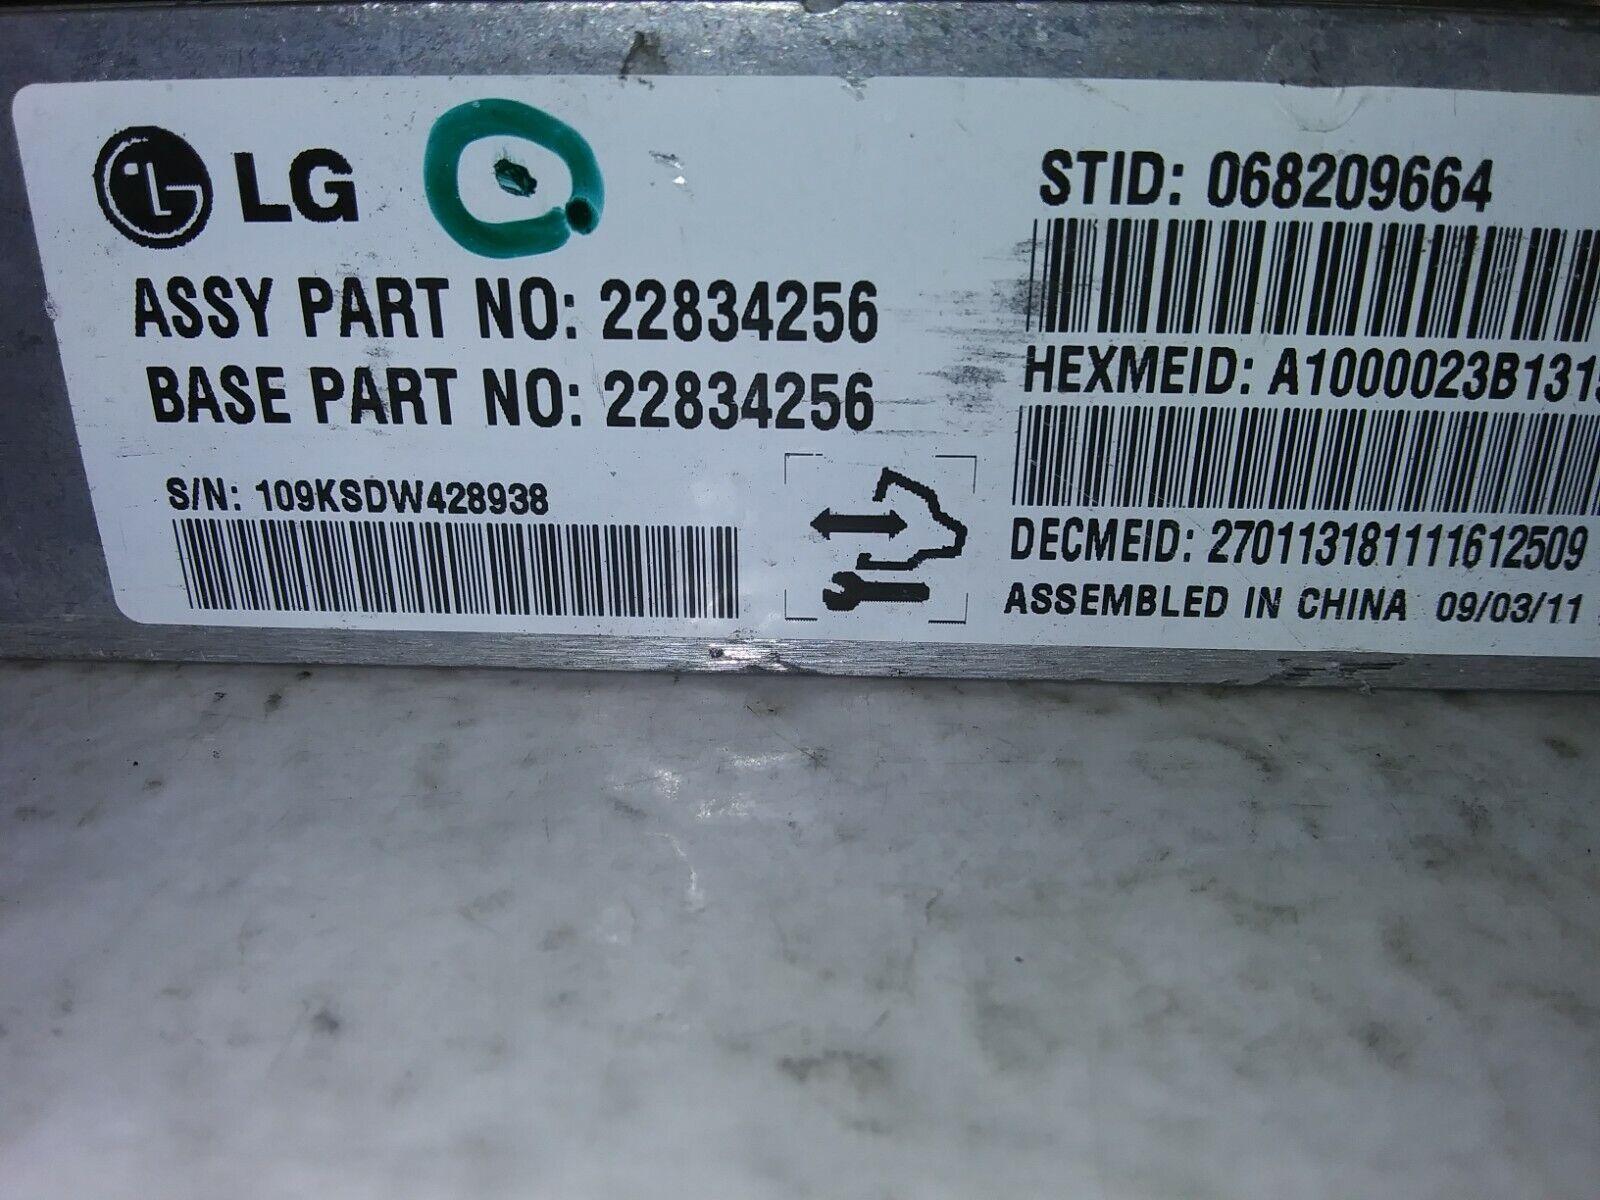 LG
ASSY PART NO: 22834256
BASE PART NO: 22834256
S/N: 109KSDW428938
STID: 068209664
HEXMEID: A1000023B131
DECMEID: 270113181111612509
ASSEMBLED IN CHINA 09/03/11